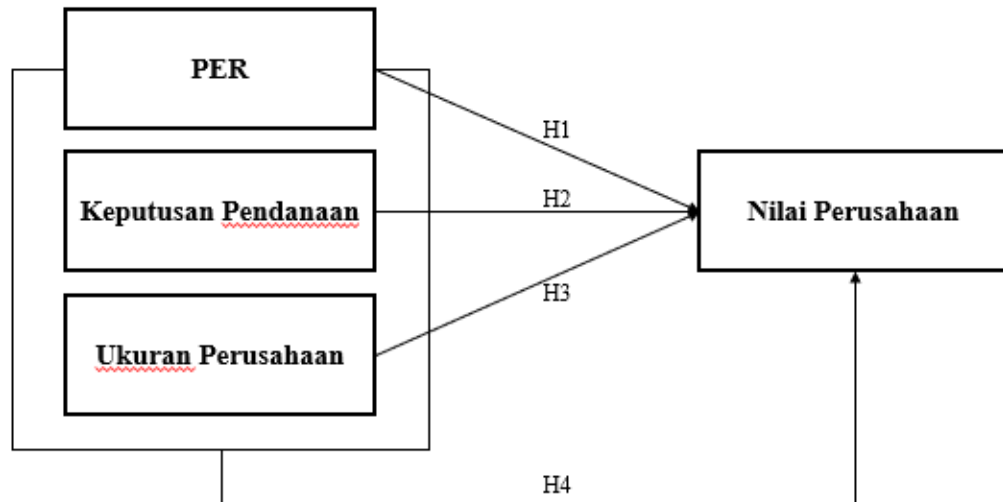 PER
H1
Keputusan Pendanaan
H2
Nilai Perusahaan
H3
Ukuran Perusahaan
H4